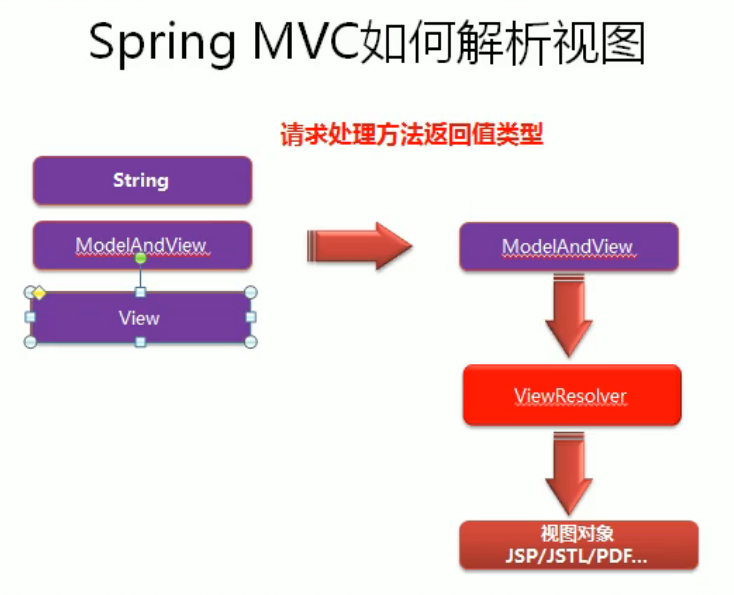 Spring MVC如何解析视图
请求处理方法返回值类型
String
ModelAndView
View
ModelAndView
ViewResolver
视图对象
JSP/JSTL/PDF...